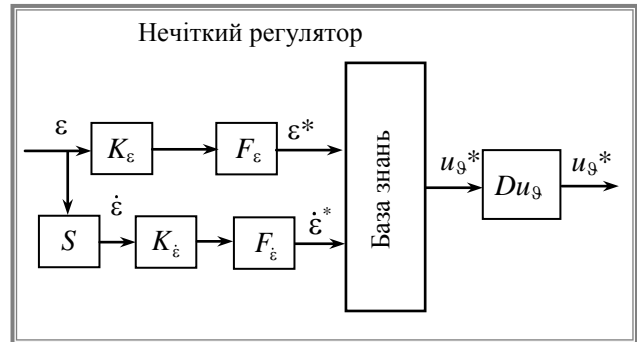 Нечіткий регулятор
ε
K_ε
F_ε
ε*
База знань
u_ϑ*
Du_ϑ
u_ϑ*
S
ε̇
K_ε̇
F_ε̇
ε̇*